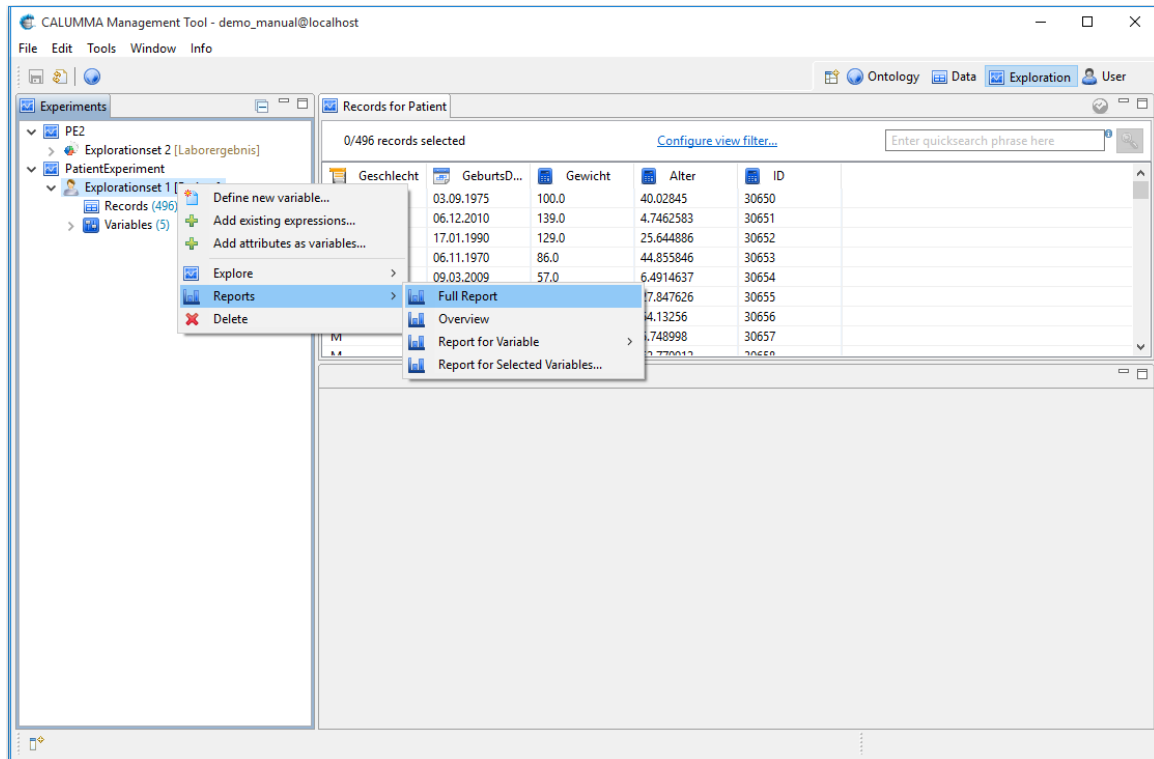 CALUMMA Management Tool - demo_manual@localhost
File Edit Tools Window Info
Ontology Data Exploration User
Experiments
PE2
Explorationset 2 [Laborergebnis]
PatientExperiment
Explorationset 1
Records (496)
Variables (5)
Define new variable...
Add existing expressions...
Add attributes as variables...
Explore
Reports
Delete
Full Report
Overview
Report for Variable
Report for Selected Variables...
Records for Patient
0/496 records selected Configure view filter... Enter quicksearch phrase here
Geschlecht GeburtsD... Gewicht Alter ID
03.09.1975 100.0 40.02845 30650
06.12.2010 139.0 4.7462583 30651
17.01.1990 129.0 25.644886 30652
06.11.1970 86.0 44.855846 30653
09.03.2009 57.0 6.4914637 30654
7.847626 30655
4.13256 30656
M .748998 30657